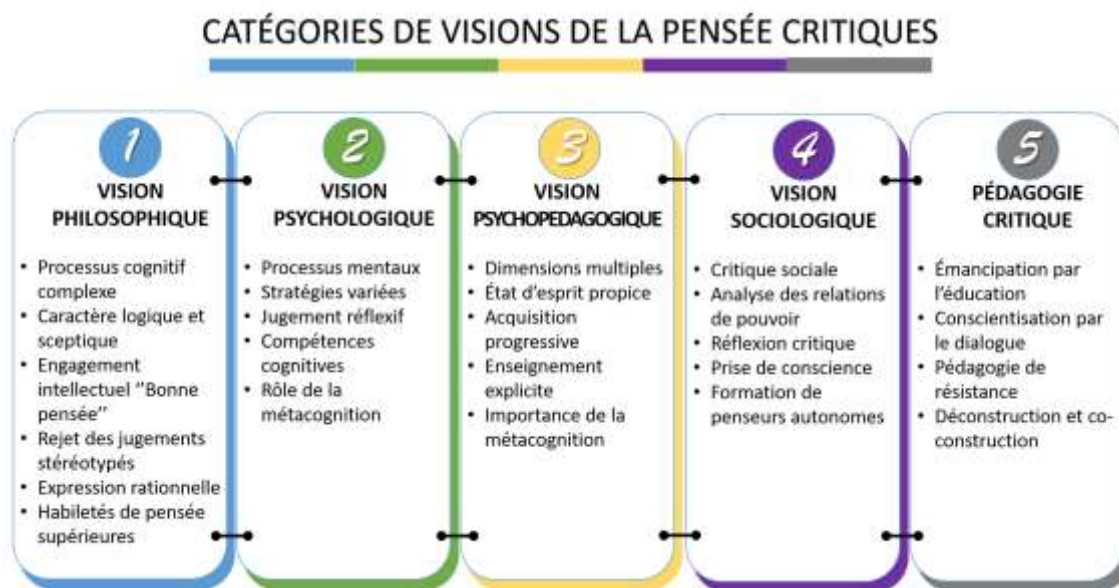 CATÉGORIES DE VISIONS DE LA PENSÉE CRITIQUES
1
VISION
PHILOSOPHIQUE
• Processus cognitif
complexe
• Caractère logique et
sceptique
• Engagement
intellectuel "Bonne
pensée"
• Rejet des jugements
stéréotypés
• Expression rationnelle
• Habiletés de pensée
supérieures
2
VISION
PSYCHOLOGIQUE
• Processus mentaux
• Stratégies variées
• Jugement réflexif
• Compétences
cognitives
• Rôle de la
métacognition
3
VISION
PSYCHOPEDAGOGIQUE
• Dimensions multiples
• État d'esprit propice
• Acquisition
progressive
• Enseignement
explicite
• Importance de la
métacognition
4
VISION
SOCIOLOGIQUE
• Critique sociale
• Analyse des relations
de pouvoir
• Réflexion critique
• Prise de conscience
• Formation de
penseurs autonomes
5
PÉDAGOGIE
CRITIQUE
• Émancipation par
l'éducation
• Conscientisation par
le dialogue
• Pédagogie de
résistance
• Déconstruction et co-
construction